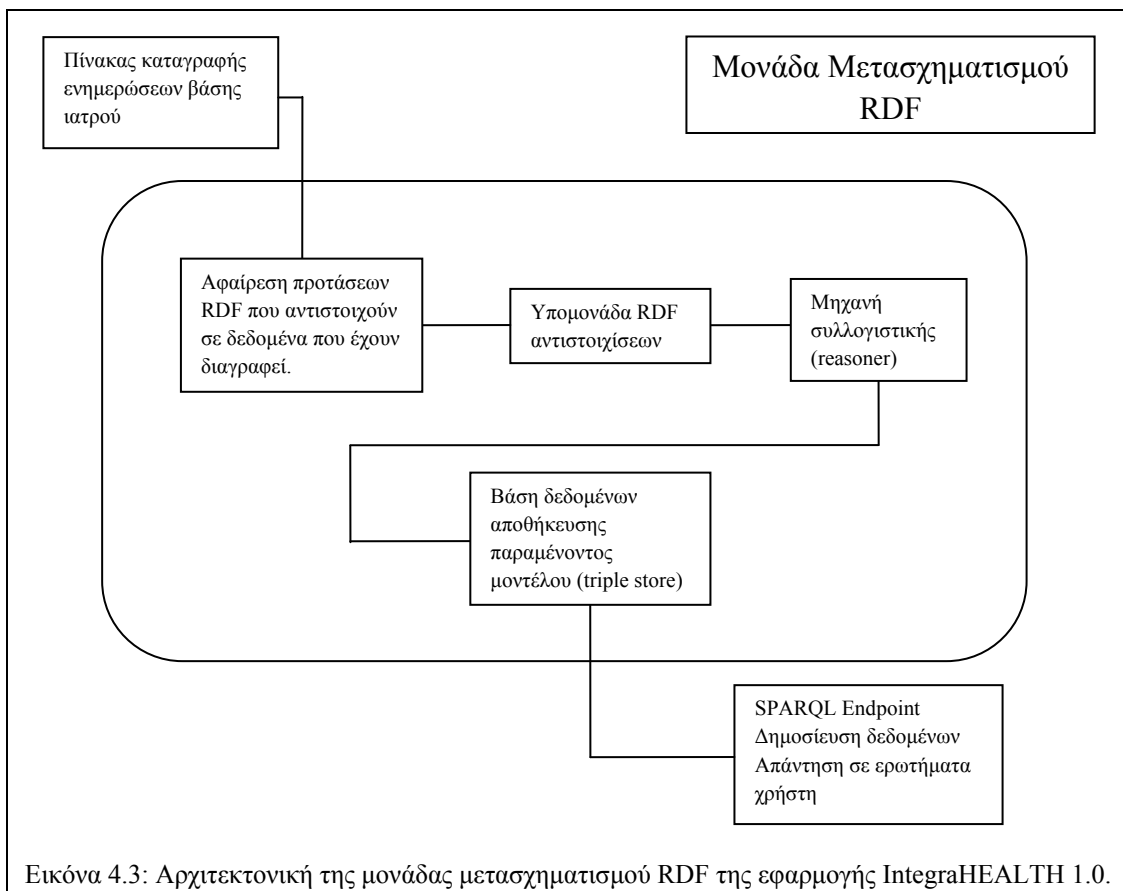 Πίνακας καταγραφής
ενημερώσεων βάσης
ιατρού
Μονάδα Μετασχηματισμού
RDF
Αφαίρεση προτάσεων
RDF που αντιστοιχούν
σε δεδομένα που έχουν
διαγραφεί.
Υπομονάδα RDF
αντιστοιχίσεων
Μηχανή
συλλογιστικής
(reasoner)
Βάση δεδομένων
αποθήκευσης
παραμένοντος
μοντέλου (triple store)
SPARQL Endpoint
Δημοσίευση δεδομένων
Απάντηση σε ερωτήματα
χρήστη
Εικόνα 4.3: Αρχιτεκτονική της μονάδας μετασχηματισμού RDF της εφαρμογής IntegraHEALTH 1.0.